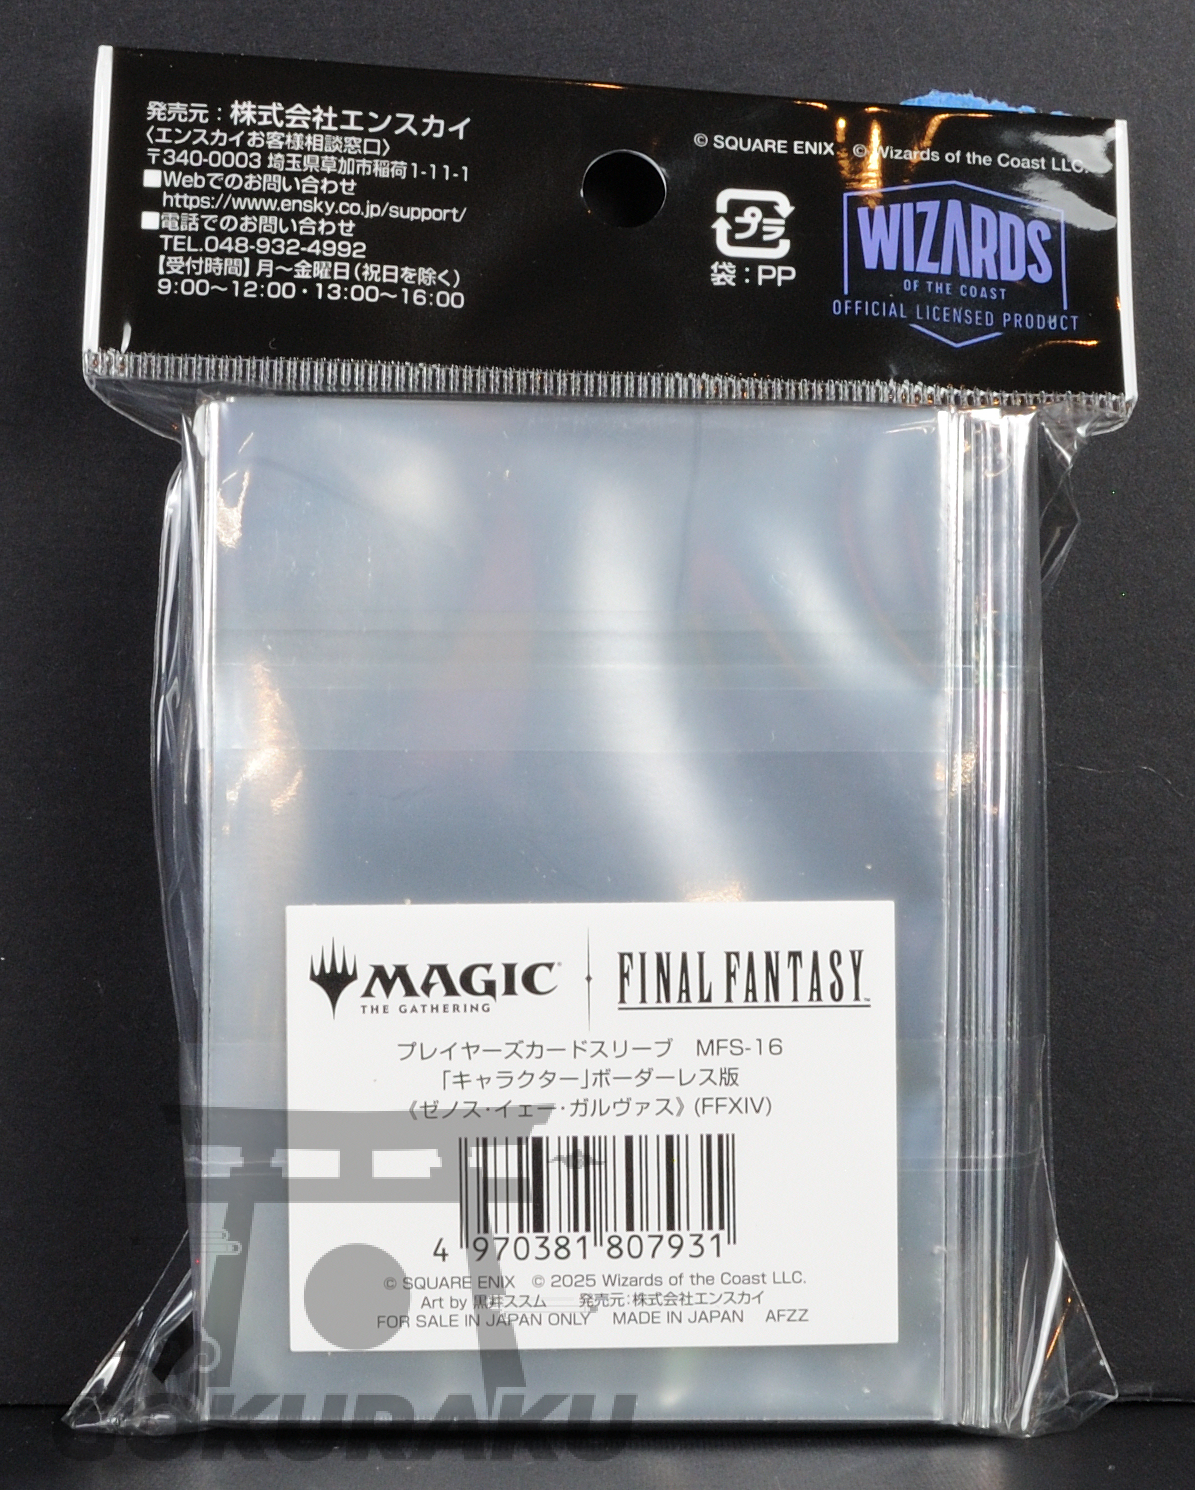 発売元：株式会社エンスカイ
〈エンスカイお客様相談窓口〉
〒340-0003 埼玉県草加市稲荷1-11-1
■Webでのお問い合わせ
https://www.ensky.co.jp/support/
■電話でのお問い合わせ
TEL.048-932-4992
【受付時間】月〜金曜日（祝日を除く）
9:00〜12:00・13:00〜16:00
© SQUARE ENIX © Wizards of the Coast LLC.
プラ
袋：PP
WIZARDS
OF THE COAST
OFFICIAL LICENSED PRODUCT
MAGIC
THE GATHERING
FINAL FANTASY™
プレイヤーズカードスリーブ MFS-16
「キャラクター」ボーダーレス版
《ゼノス・イェー・ガルヴァス》(FFXIV)
4 970381 807931
© SQUARE ENIX © 2025 Wizards of the Coast LLC.
Art by 黒井ススム 発売元：株式会社エンスカイ
FOR SALE IN JAPAN ONLY MADE IN JAPAN AFZZ
GOKURAKU